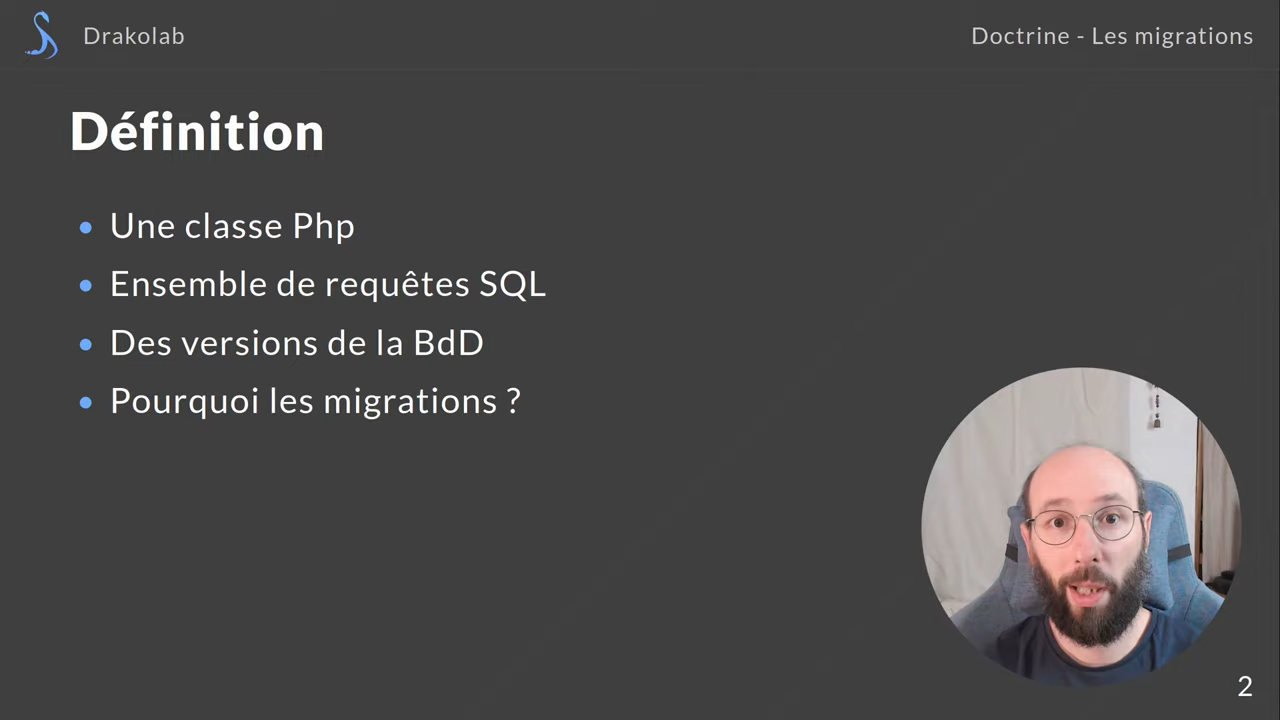 Drakolab
Doctrine - Les migrations
Définition
Une classe Php
Ensemble de requêtes SQL
Des versions de la BdD
Pourquoi les migrations ?
2